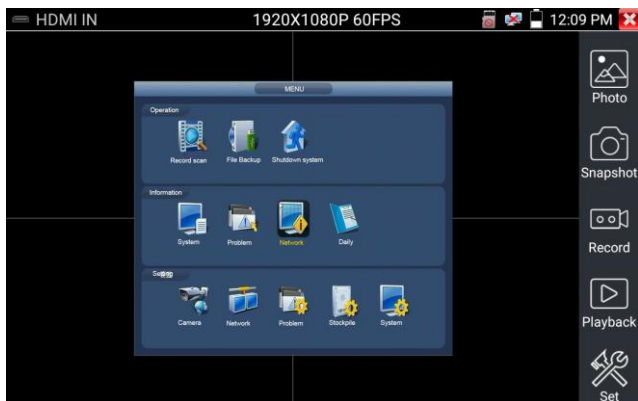 HDMI IN 1920X1080P 60FPS 12:09 PM
MENU
Operation
Record scan File Backup Shutdown system
Information
System Problem Network Daily
Camera Network Problem Stockpile System
Photo
Snapshot
Record
Playback
Set